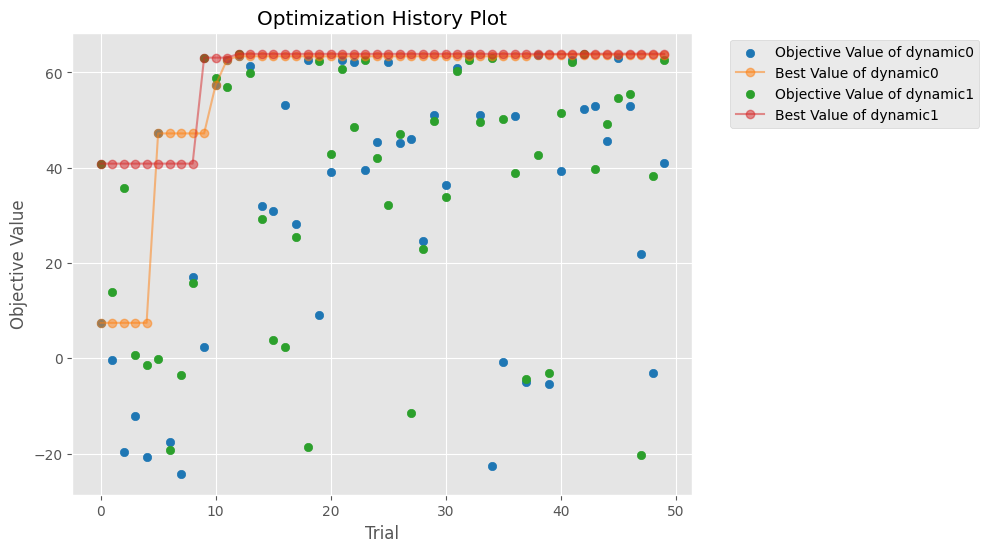 Optimization History Plot
Objective Value of dynamic0
Best Value of dynamic0
Objective Value of dynamic1
Best Value of dynamic1
Objective Value
60
40
20
0
−20
0 10 20 30 40 50
Trial